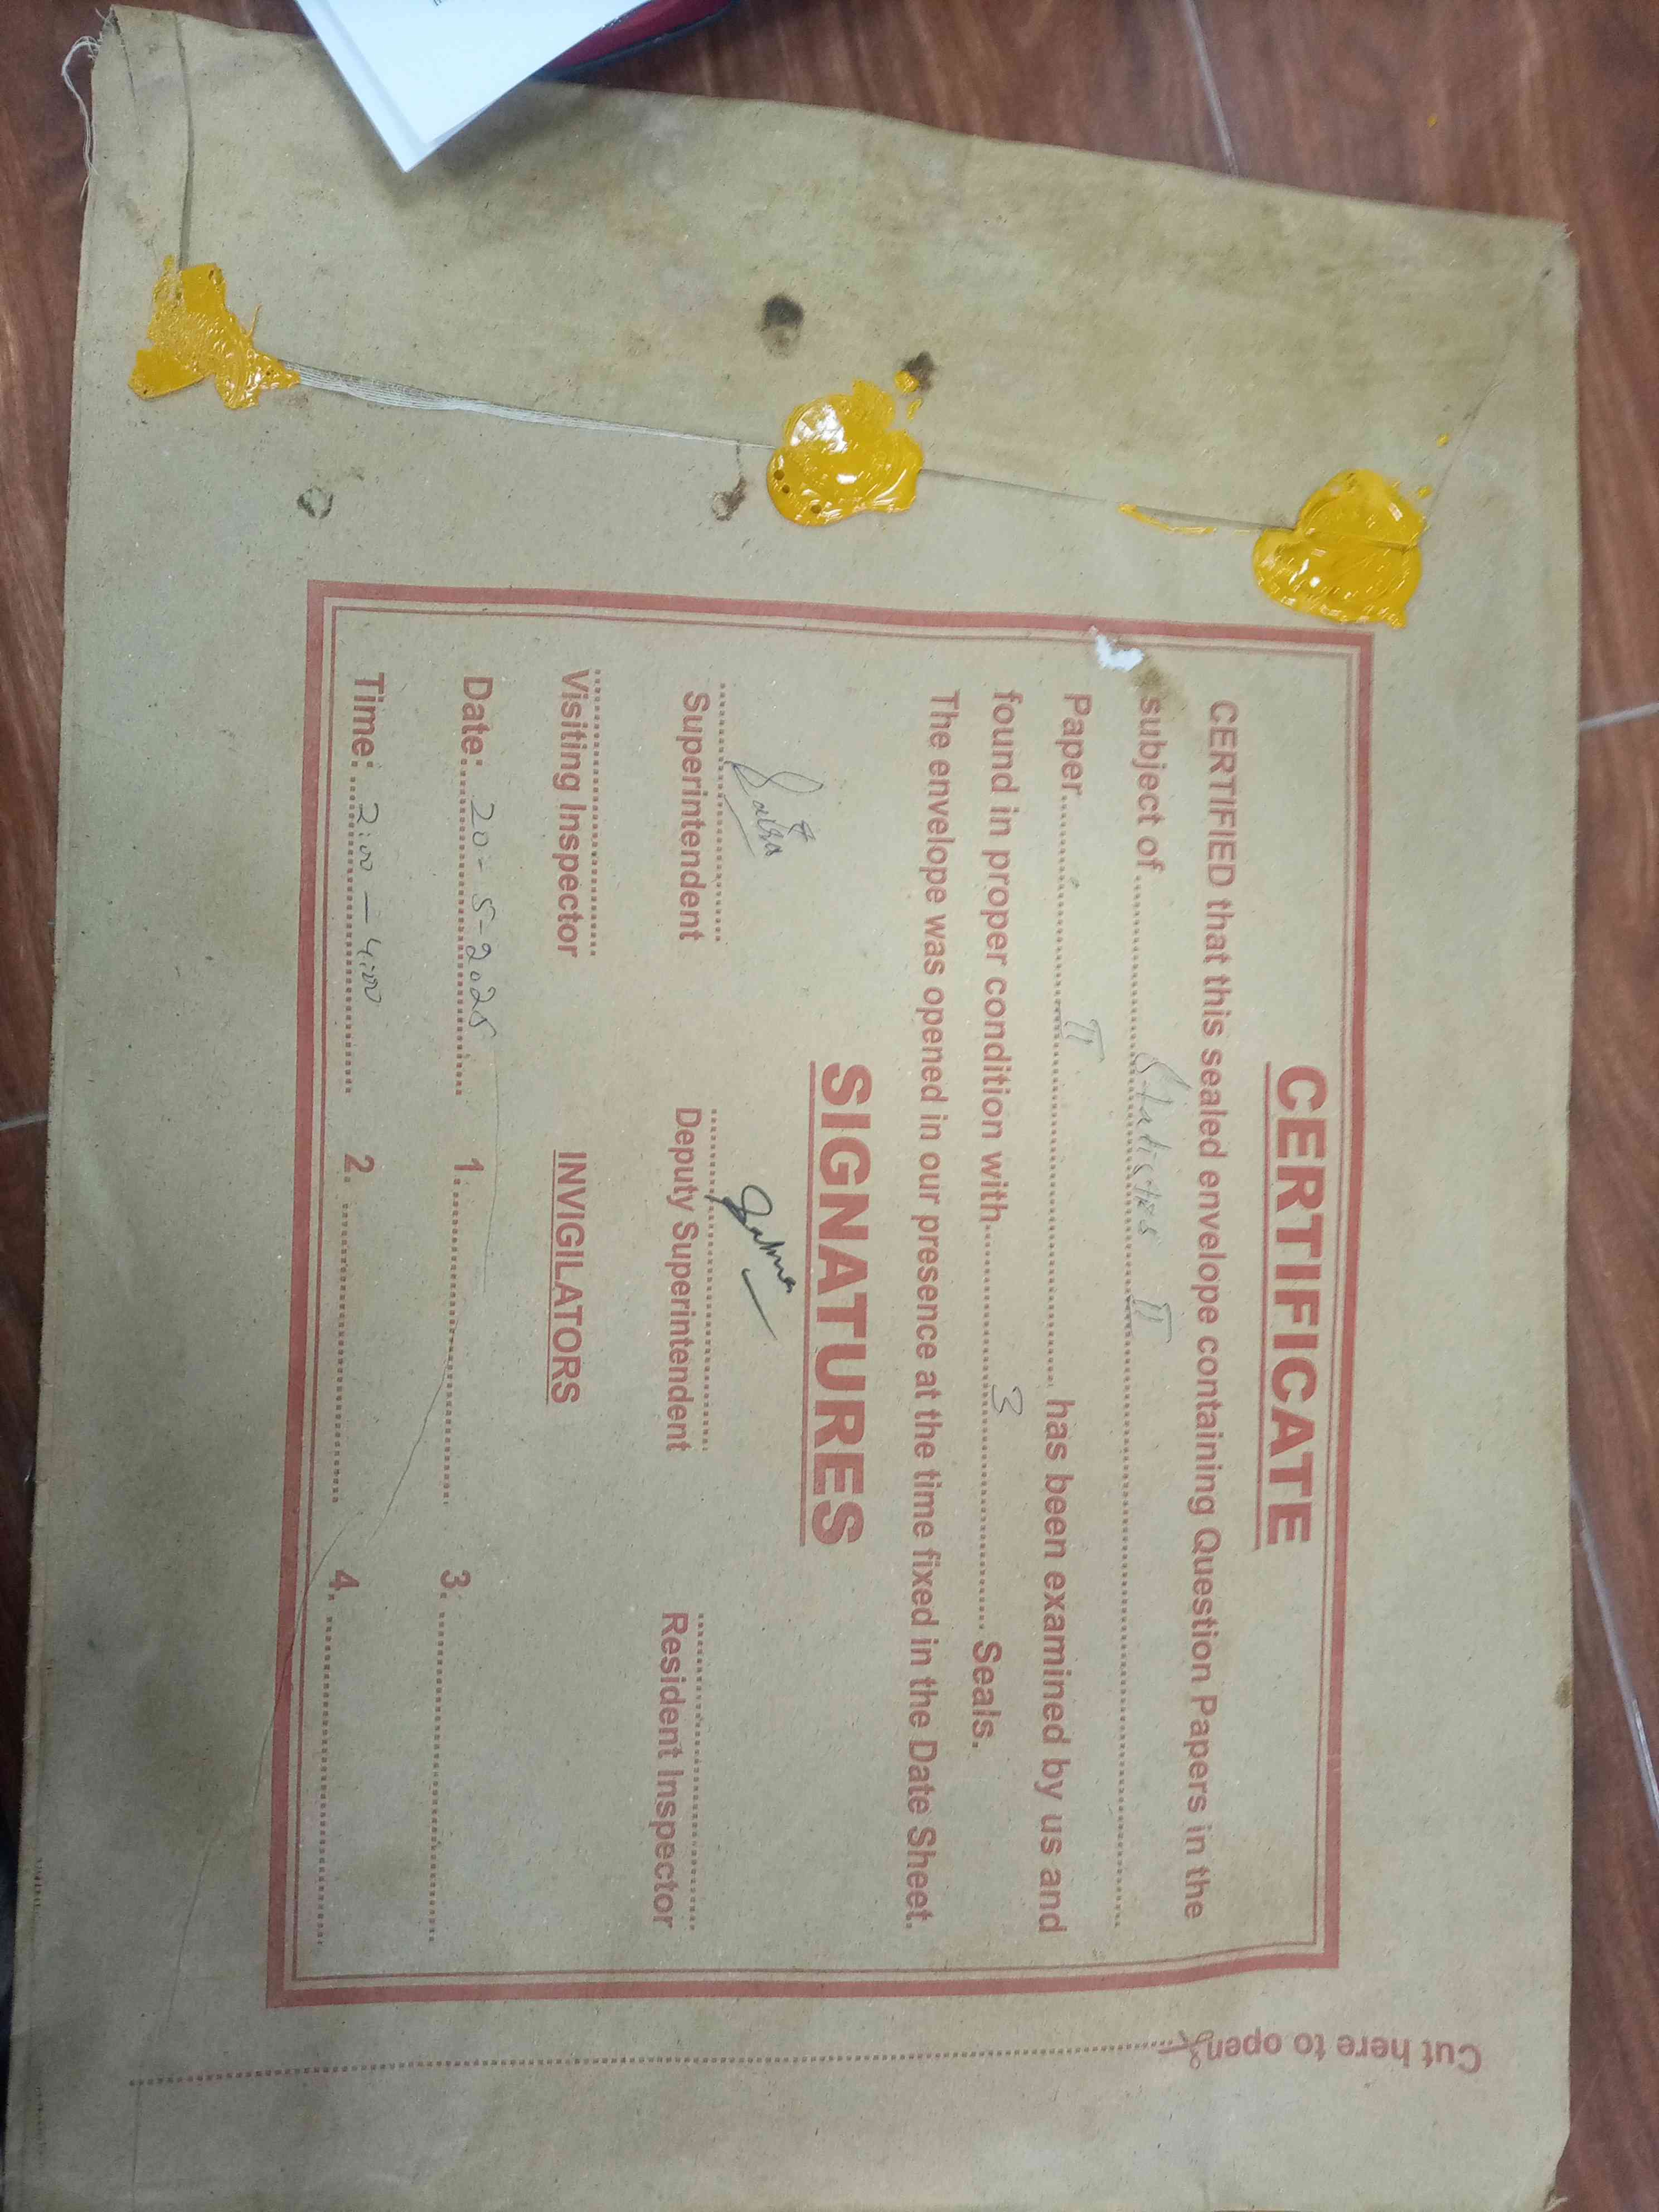 CERTIFICATE
CERTIFIED that this sealed envelope containing Question Papers in the
subject of .......... Statistics II ..........
Paper .......... II .......... has been examined by us and
found in proper condition with .......... 3 .......... Seals.
The envelope was opened in our presence at the time fixed in the Date Sheet.
SIGNATURES
Salma
Superintendent Deputy Superintendent Resident Inspector
Visiting Inspector INVIGILATORS
Date: 20-5-2025 1. .......... 3. ..........
Time: 2:00 - 4:00 2. .......... 4. ..........
Cut here to open